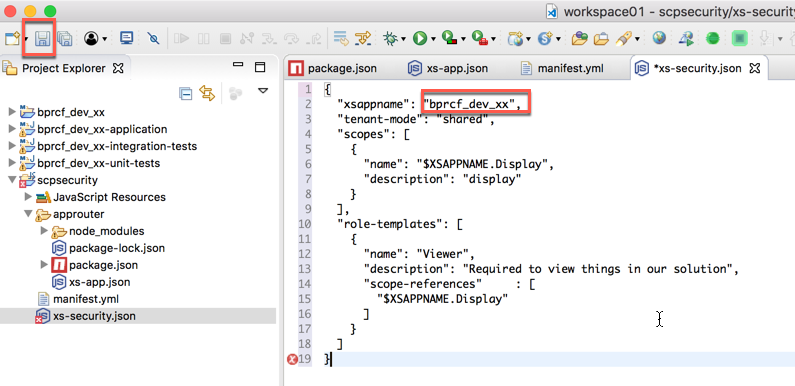 workspace01 - scpsecurity/xs-security
Project Explorer
package.json
xs-app.json
manifest.yml
*xs-security.json
bprcf_dev_xx
bprcf_dev_xx-application
bprcf_dev_xx-integration-tests
bprcf_dev_xx-unit-tests
scpsecurity
JavaScript Resources
approuter
node_modules
package-lock.json
package.json
xs-app.json
manifest.yml
xs-security.json
1 {
2 "xsappname": "bprcf_dev_xx",
3 "tenant-mode": "shared",
4 "scopes": [
5 {
6 "name": "$XSAPPNAME.Display",
7 "description": "display"
8 }
9 ],
10 "role-templates": [
11 {
12 "name": "Viewer",
13 "description": "Required to view things in our solution",
14 "scope-references" : [
15 "$XSAPPNAME.Display"
16 ]
17 }
18 ]
19 }